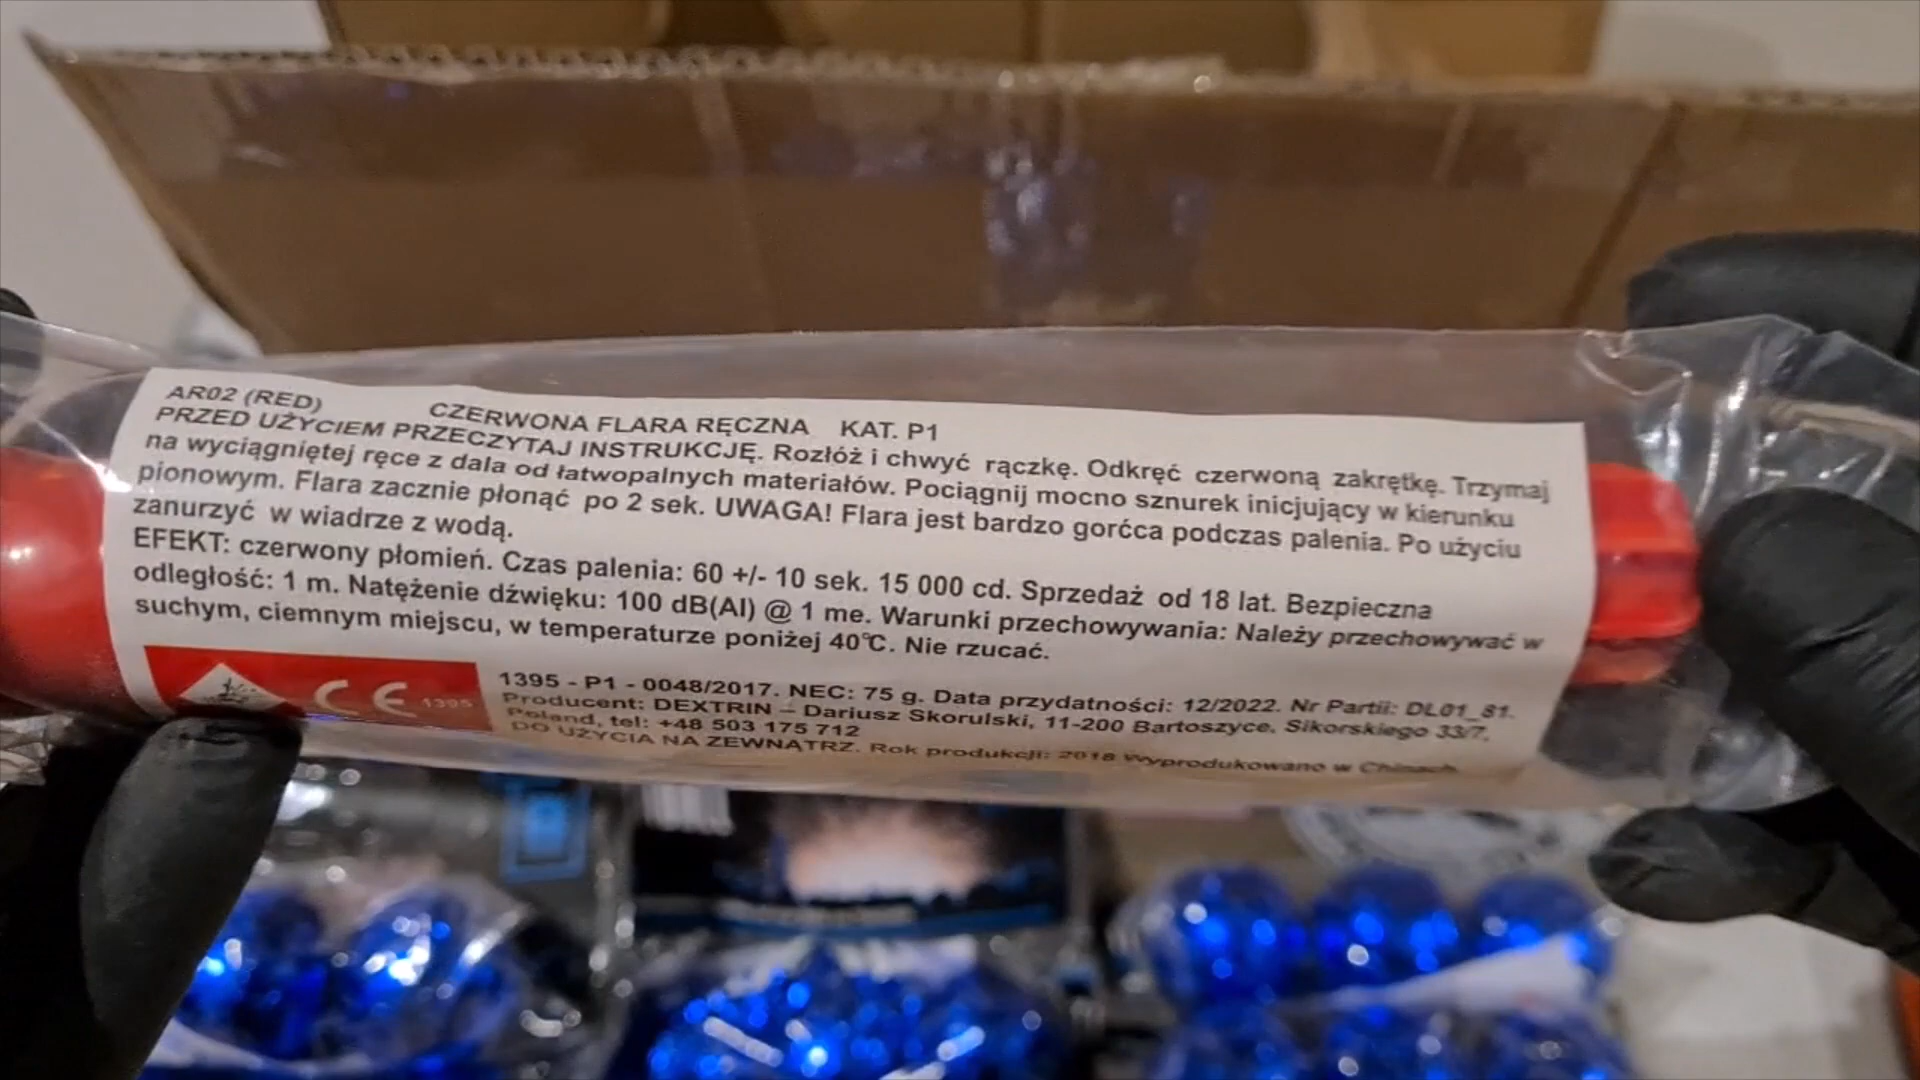 AR02 (RED) CZERWONA FLARA RĘCZNA KAT. P1
PRZED UŻYCIEM PRZECZYTAJ INSTRUKCJĘ. Rozłóż i chwyć rączkę. Odkręć czerwoną zakrętkę. Trzymaj
na wyciągniętej ręce z dala od łatwopalnych materiałów. Pociągnij mocno sznurek inicjujący w kierunku
pionowym. Flara zacznie płonąć po 2 sek. UWAGA! Flara jest bardzo gorćca podczas palenia. Po użyciu
zanurzyć w wiadrze z wodą.
EFEKT: czerwony płomień. Czas palenia: 60 +/- 10 sek. 15 000 cd. Sprzedaż od 18 lat. Bezpieczna
odległość: 1 m. Natężenie dźwięku: 100 dB(AI) @ 1 me. Warunki przechowywania: Należy przechowywać w
suchym, ciemnym miejscu, w temperaturze poniżej 40℃. Nie rzucać.
CE 1395
1395 - P1 - 0048/2017. NEC: 75 g. Data przydatności: 12/2022. Nr Partii: DL01_81.
Producent: DEXTRIN – Dariusz Skorulski, 11-200 Bartoszyce, Sikorskiego 33/7,
Poland, tel: +48 503 175 712
DO UŻYCIA NA ZEWNĄTRZ. Rok produkcji: 2018 Wyprodukowano w Chinach